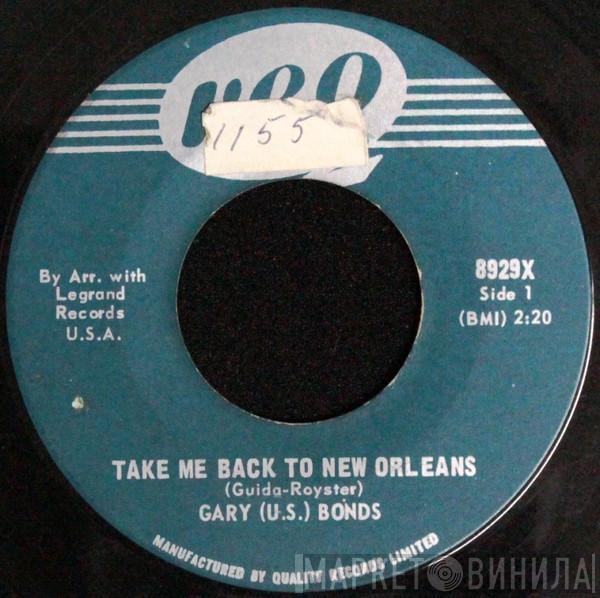 REO
1155
By Arr. with
Legrand
Records
U.S.A.
8929X
Side 1
(BMI) 2:20
TAKE ME BACK TO NEW ORLEANS
(Guida-Royster)
GARY (U.S.) BONDS
MANUFACTURED BY QUALITY RECORDS LIMITED
МАРКЕТ ВИНИЛА